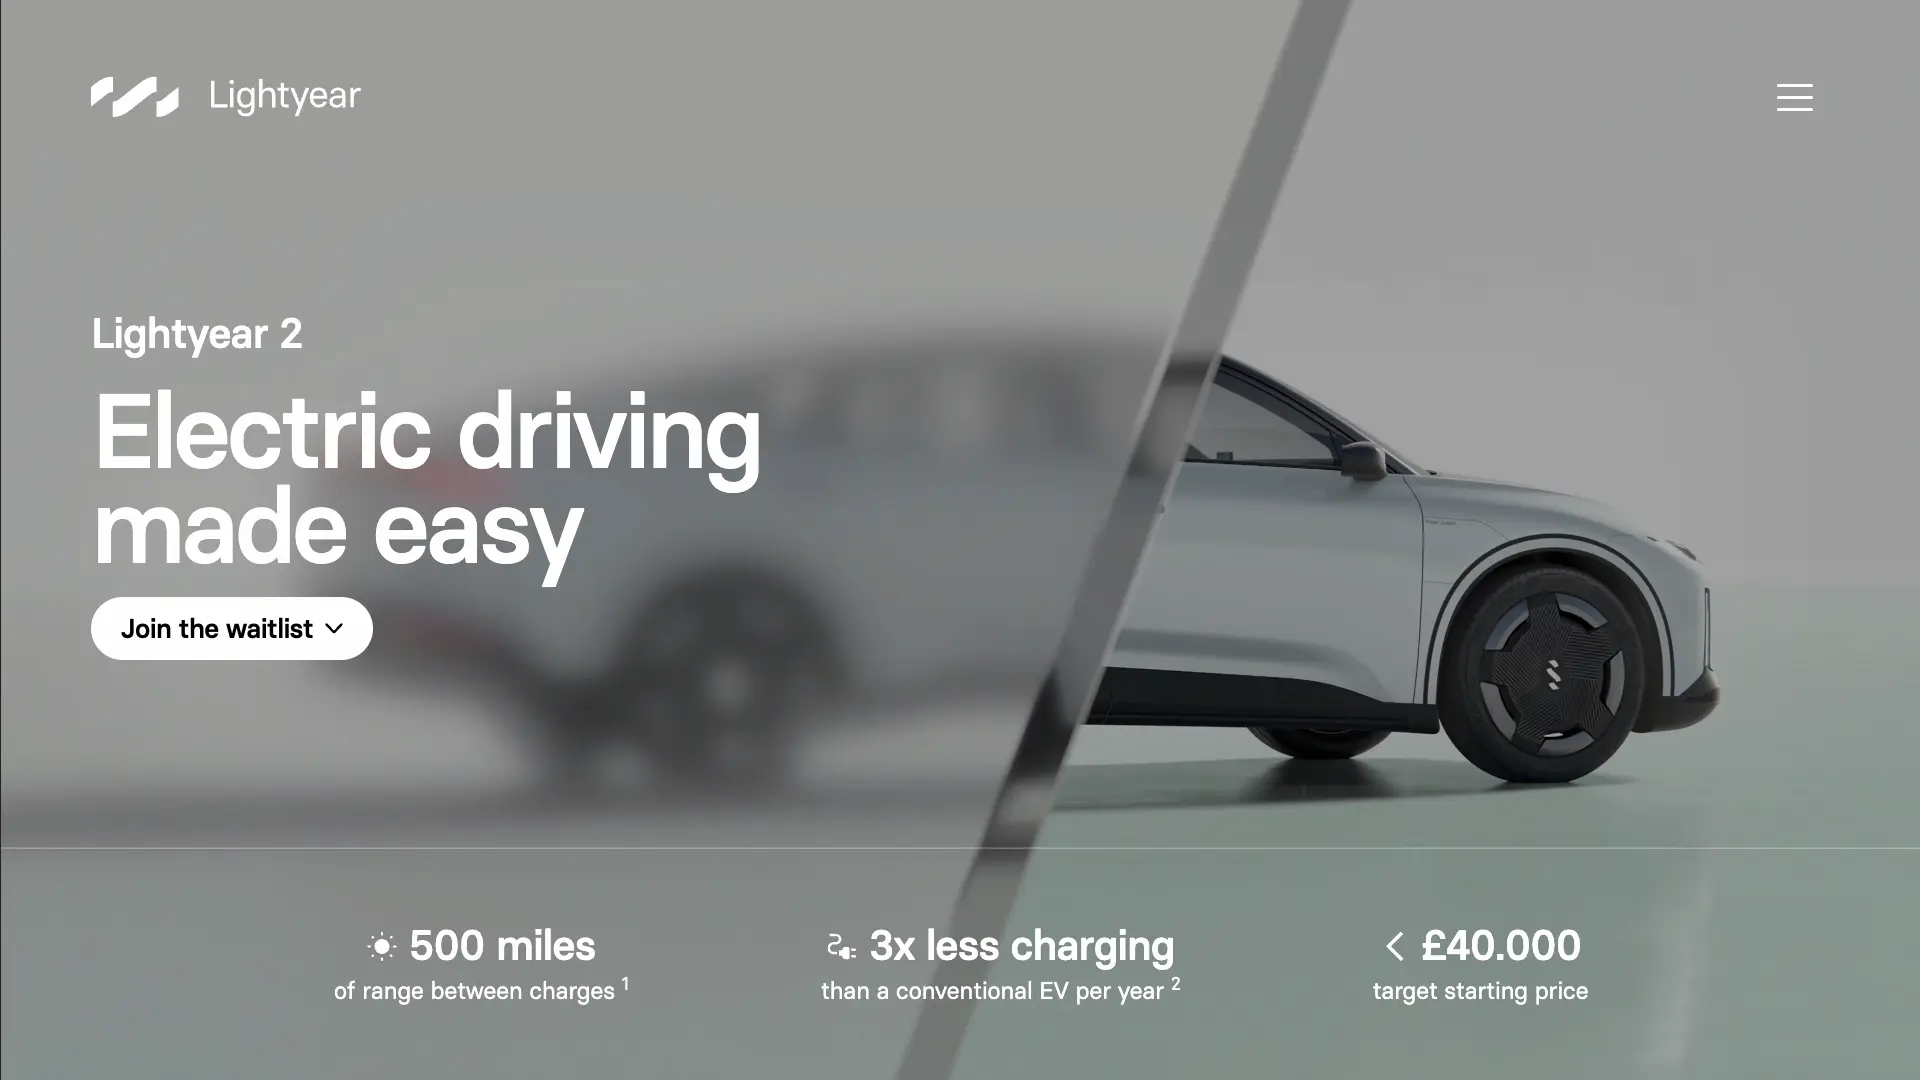 Lightyear
Lightyear 2
Electric driving
made easy
Join the waitlist
500 miles
of range between charges 1
3x less charging
than a conventional EV per year 2
< £40.000
target starting price